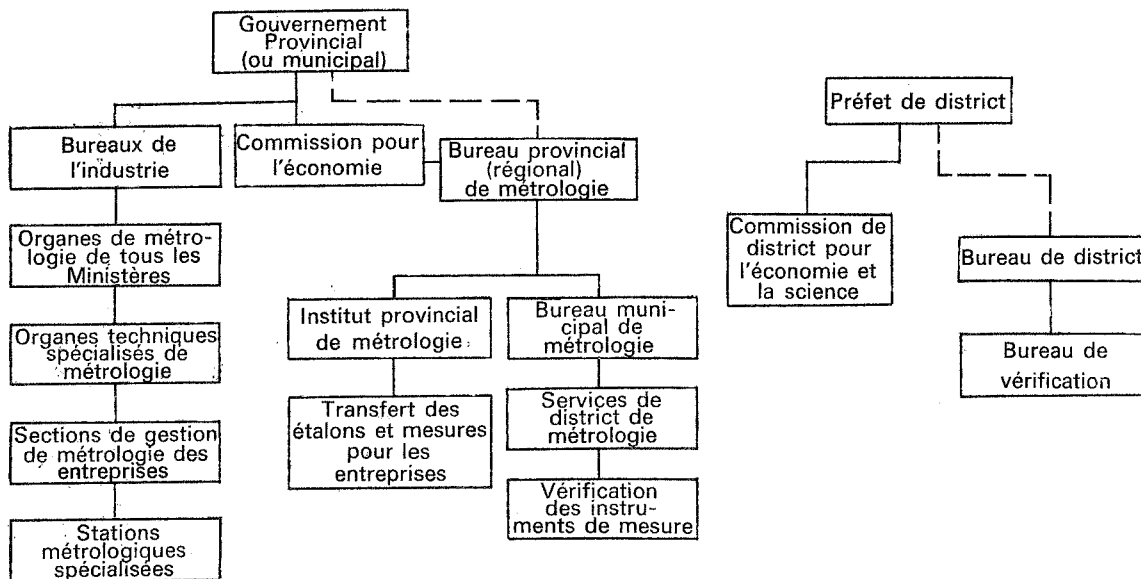 Gouvernement
Provincial
(ou municipal)
Bureaux de
l'industrie
Commission pour
l'économie
Bureau provincial
(régional)
de métrologie
Organes de métro-
logie de tous les
Ministères
Organes techniques
spécialisés de
métrologie
Sections de gestion
de métrologie des
entreprises
Stations
métrologiques
spécialisées
Institut provincial
de métrologie
Transfert des
étalons et mesures
pour les
entreprises
Bureau muni-
cipal de
métrologie
Services de
district de
métrologie
Vérification
des instru-
ments de mesure
Préfet de district
Commission de
district pour
l'économie et
la science
Bureau de district
Bureau de
vérification